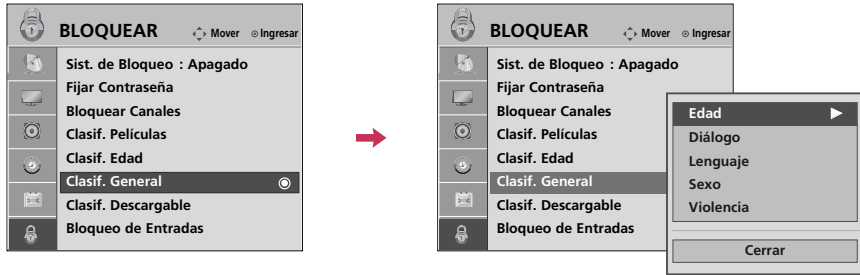 BLOQUEAR Mover Ingresar
Sist. de Bloqueo : Apagado
Fijar Contraseña
Bloquear Canales
Clasif. Películas
Clasif. Edad
Clasif. General
Clasif. Descargable
Bloqueo de Entradas
BLOQUEAR Mover Ingresar
Sist. de Bloqueo : Apagado
Fijar Contraseña
Bloquear Canales
Clasif. Películas
Clasif. Edad
Clasif. General
Clasif. Descargable
Bloqueo de Entradas
Edad
Diálogo
Lenguaje
Sexo
Violencia
Cerrar